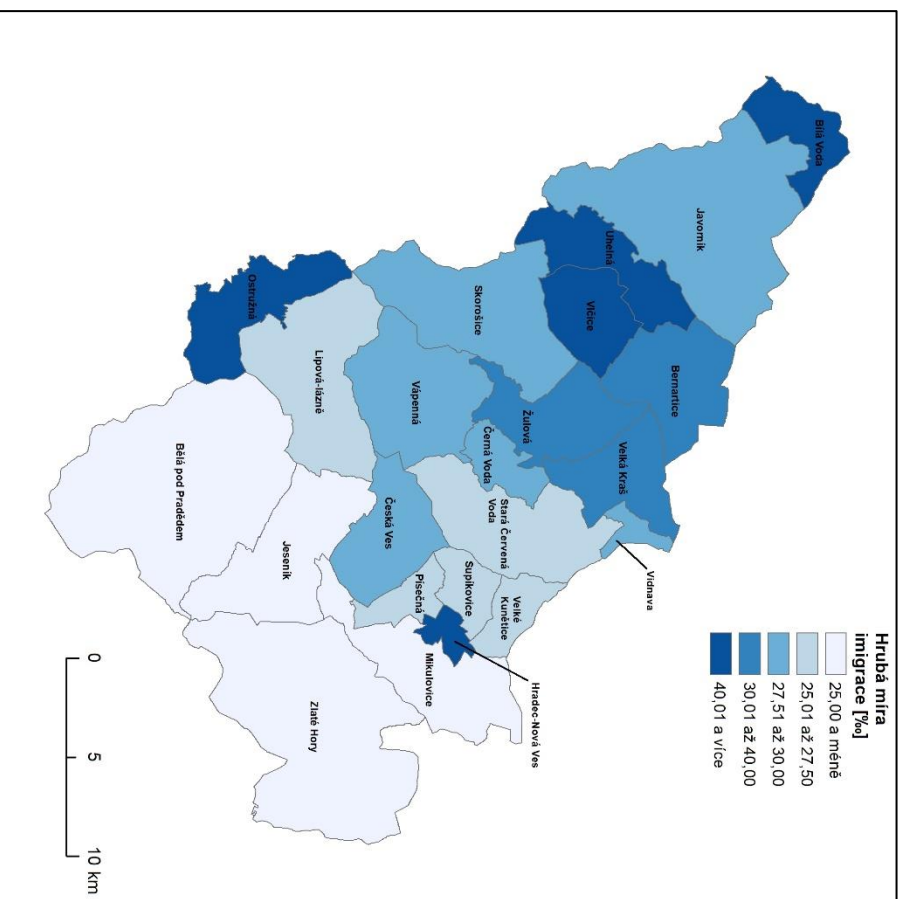 Hrubá míra
imigrace [‰]
25,00 a méně
25,01 až 27,50
27,51 až 30,00
30,01 až 40,00
40,01 a více
Bílá Voda
Javorník
Uhelná
Vlčice
Bernartice
Skorošice
Žulová
Velká Kraš
Vidnava
Ostružná
Lipová-lázně
Vápenná
Černá Voda
Stará Červená
Voda
Česká Ves
Supíkovice
Velké
Kunětice
Písečná
Hradec-Nová Ves
Mikulovice
Bělá pod Pradědem
Jeseník
Zlaté Hory
0
5
10 km